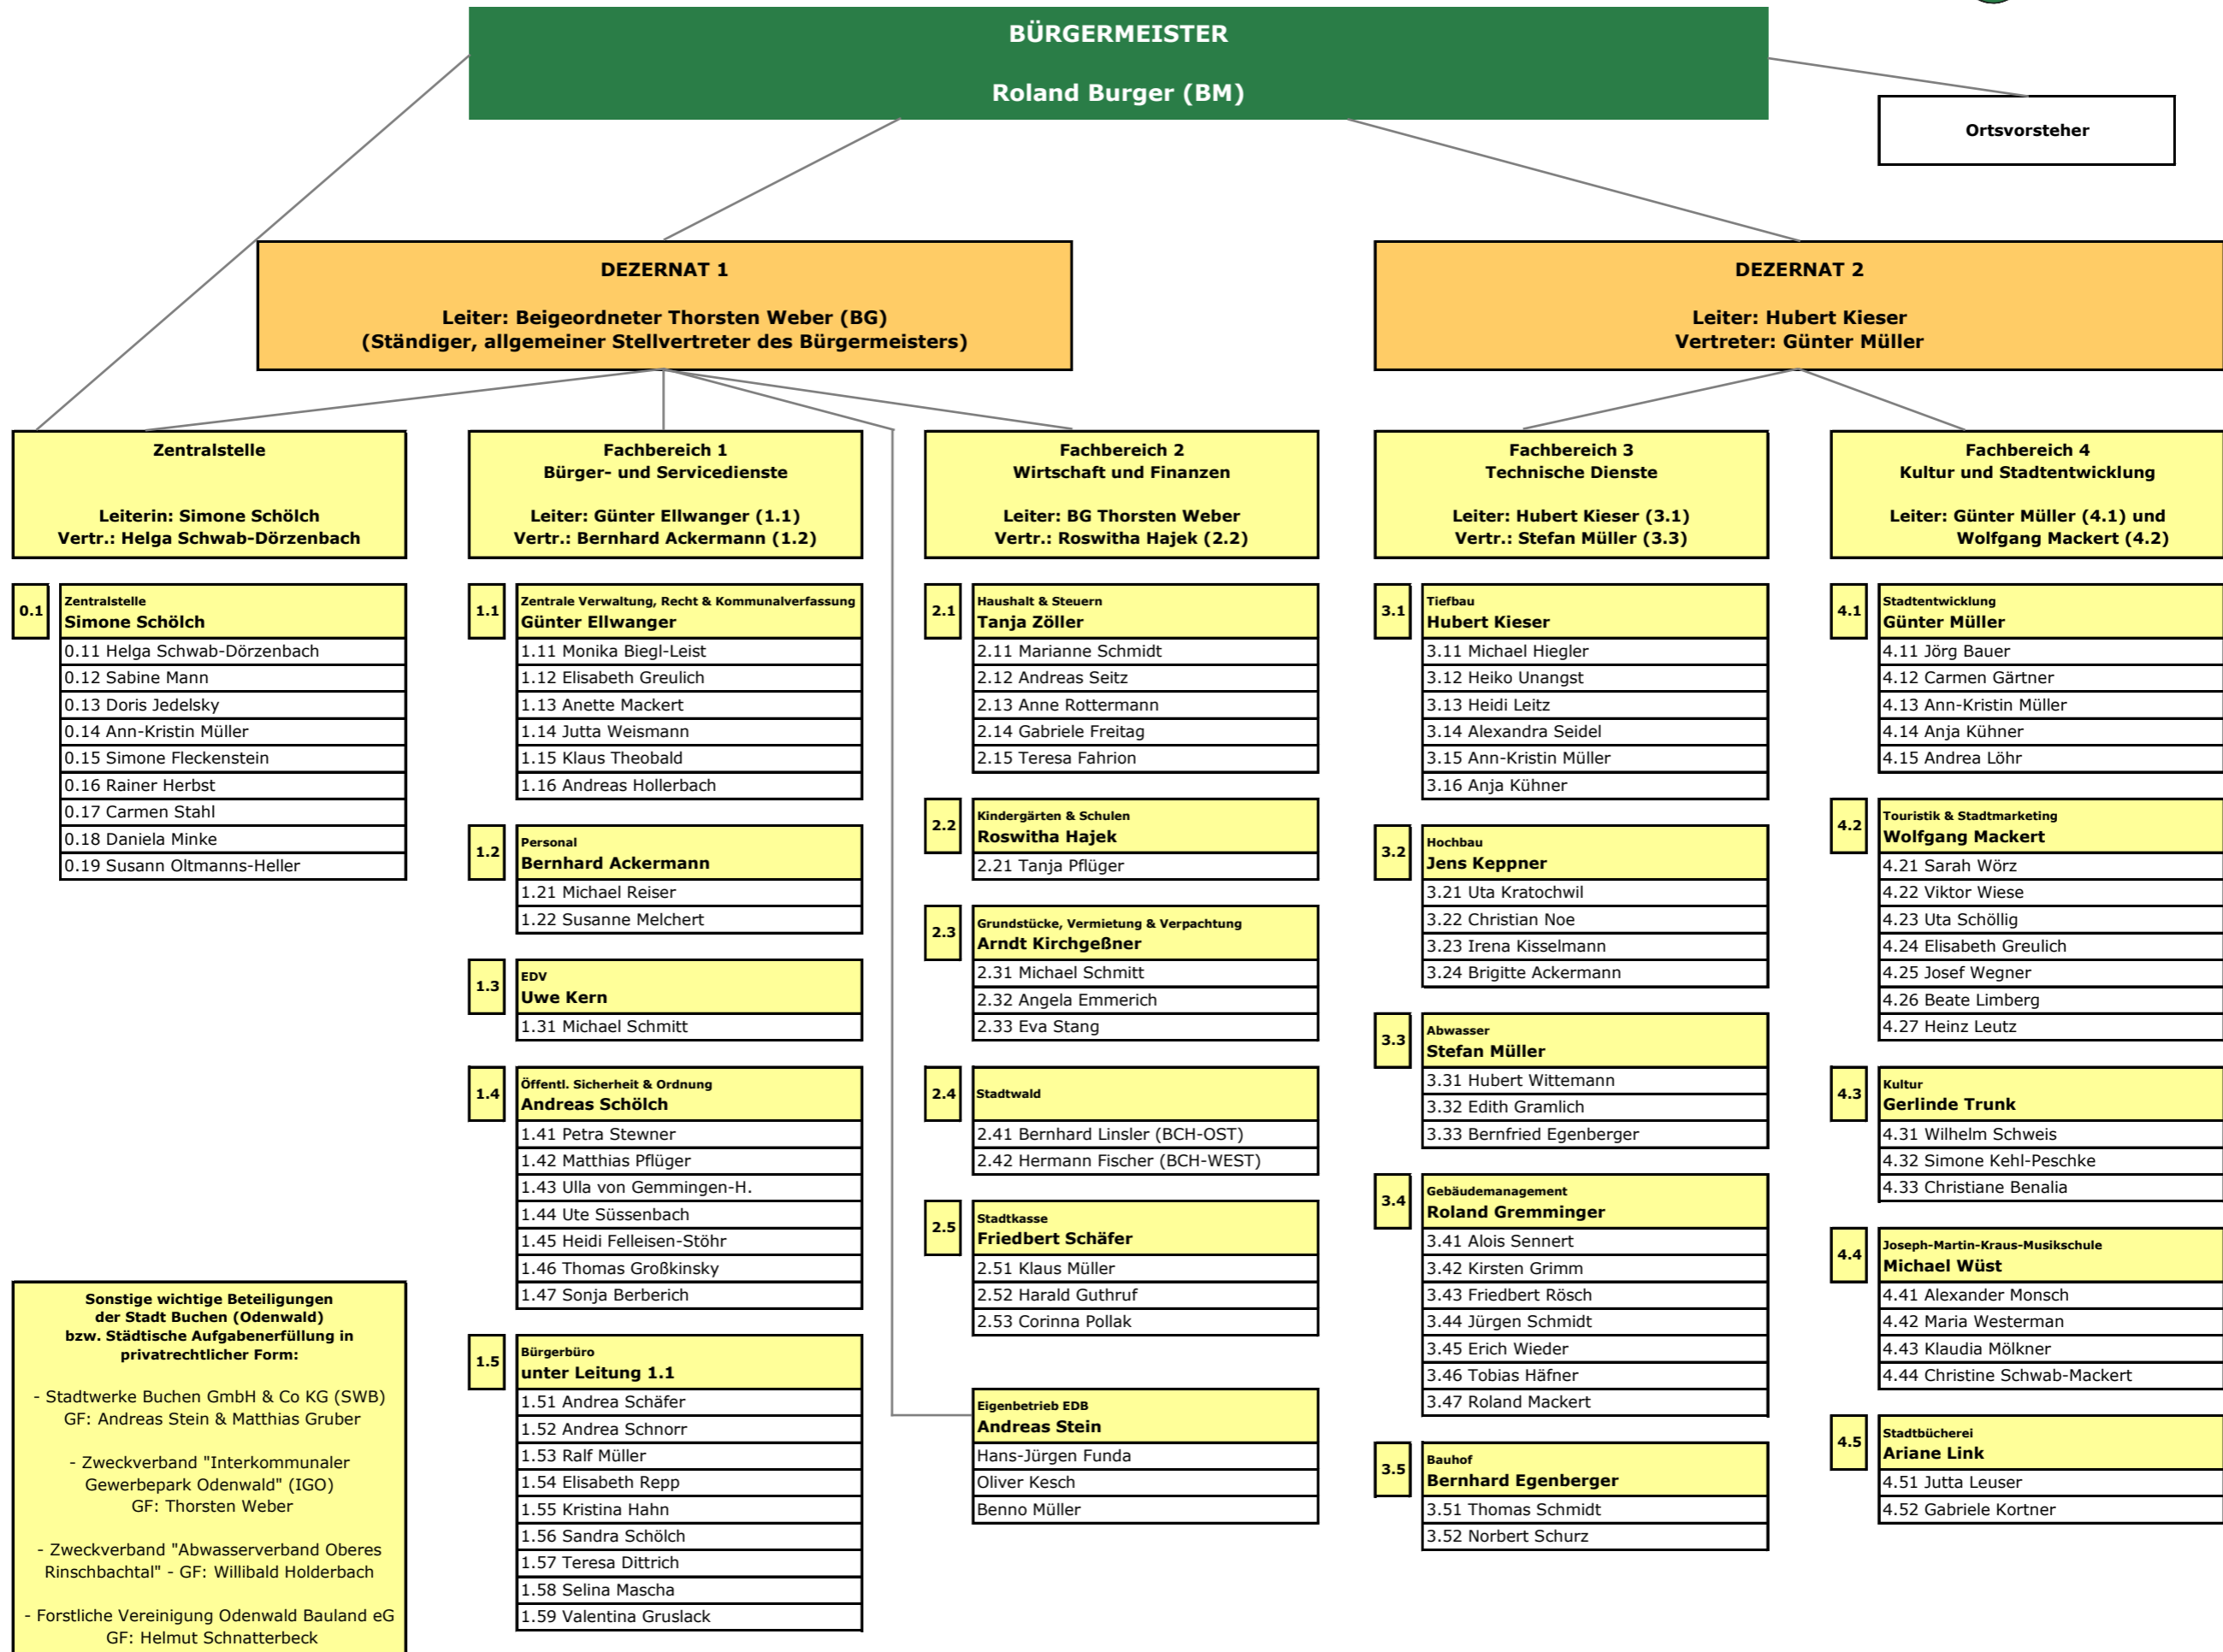 BÜRGERMEISTER
Roland Burger (BM)
Ortsvorsteher
DEZERNAT 1
Leiter: Beigeordneter Thorsten Weber (BG)
(Ständiger, allgemeiner Stellvertreter des Bürgermeisters)
DEZERNAT 2
Leiter: Hubert Kieser
Vertreter: Günter Müller
Zentralstelle
Leiterin: Simone Schölch
Vertr.: Helga Schwab-Dörzenbach
0.1
Zentralstelle
Simone Schölch
0.11 Helga Schwab-Dörzenbach
0.12 Sabine Mann
0.13 Doris Jedelsky
0.14 Ann-Kristin Müller
0.15 Simone Fleckenstein
0.16 Rainer Herbst
0.17 Carmen Stahl
0.18 Daniela Minke
0.19 Susann Oltmanns-Heller
Sonstige wichtige Beteiligungen
der Stadt Buchen (Odenwald)
bzw. Städtische Aufgabenerfüllung in
privatrechtlicher Form:
- Stadtwerke Buchen GmbH & Co KG (SWB)
GF: Andreas Stein & Matthias Gruber
- Zweckverband "Interkommunaler
Gewerbepark Odenwald" (IGO)
GF: Thorsten Weber
- Zweckverband "Abwasserverband Oberes
Rinschbachtal" - GF: Willibald Holderbach
- Forstliche Vereinigung Odenwald Bauland eG
GF: Helmut Schnatterbeck
Fachbereich 1
Bürger- und Servicedienste
Leiter: Günter Ellwanger (1.1)
Vertr.: Bernhard Ackermann (1.2)
1.1
Zentrale Verwaltung, Recht & Kommunalverfassung
Günter Ellwanger
1.11 Monika Biegl-Leist
1.12 Elisabeth Greulich
1.13 Anette Mackert
1.14 Jutta Weismann
1.15 Klaus Theobald
1.16 Andreas Hollerbach
1.2
Personal
Bernhard Ackermann
1.21 Michael Reiser
1.22 Susanne Melchert
1.3
EDV
Uwe Kern
1.31 Michael Schmitt
1.4
Öffentl. Sicherheit & Ordnung
Andreas Schölch
1.41 Petra Stewner
1.42 Matthias Pflüger
1.43 Ulla von Gemmingen-H.
1.44 Ute Süssenbach
1.45 Heidi Felleisen-Stöhr
1.46 Thomas Großkinsky
1.47 Sonja Berberich
1.5
Bürgerbüro
unter Leitung 1.1
1.51 Andrea Schäfer
1.52 Andrea Schnorr
1.53 Ralf Müller
1.54 Elisabeth Repp
1.55 Kristina Hahn
1.56 Sandra Schölch
1.57 Teresa Dittrich
1.58 Selina Mascha
1.59 Valentina Gruslack
Fachbereich 2
Wirtschaft und Finanzen
Leiter: BG Thorsten Weber
Vertr.: Roswitha Hajek (2.2)
2.1
Haushalt & Steuern
Tanja Zöller
2.11 Marianne Schmidt
2.12 Andreas Seitz
2.13 Anne Rottermann
2.14 Gabriele Freitag
2.15 Teresa Fahrion
2.2
Kindergärten & Schulen
Roswitha Hajek
2.21 Tanja Pflüger
2.3
Grundstücke, Vermietung & Verpachtung
Arndt Kirchgeßner
2.31 Michael Schmitt
2.32 Angela Emmerich
2.33 Eva Stang
2.4
Stadtwald
2.41 Bernhard Linsler (BCH-OST)
2.42 Hermann Fischer (BCH-WEST)
2.5
Stadtkasse
Friedbert Schäfer
2.51 Klaus Müller
2.52 Harald Guthruf
2.53 Corinna Pollak
Eigenbetrieb EDB
Andreas Stein
Hans-Jürgen Funda
Oliver Kesch
Benno Müller
Fachbereich 3
Technische Dienste
Leiter: Hubert Kieser (3.1)
Vertr.: Stefan Müller (3.3)
3.1
Tiefbau
Hubert Kieser
3.11 Michael Hiegler
3.12 Heiko Unangst
3.13 Heidi Leitz
3.14 Alexandra Seidel
3.15 Ann-Kristin Müller
3.16 Anja Kühner
3.2
Hochbau
Jens Keppner
3.21 Uta Kratochwil
3.22 Christian Noe
3.23 Irena Kisselmann
3.24 Brigitte Ackermann
3.3
Abwasser
Stefan Müller
3.31 Hubert Wittemann
3.32 Edith Gramlich
3.33 Bernfried Egenberger
3.4
Gebäudemanagement
Roland Gremminger
3.41 Alois Sennert
3.42 Kirsten Grimm
3.43 Friedbert Rösch
3.44 Jürgen Schmidt
3.45 Erich Wieder
3.46 Tobias Häfner
3.47 Roland Mackert
3.5
Bauhof
Bernhard Egenberger
3.51 Thomas Schmidt
3.52 Norbert Schurz
Fachbereich 4
Kultur und Stadtentwicklung
Leiter: Günter Müller (4.1) und
Wolfgang Mackert (4.2)
4.1
Stadtentwicklung
Günter Müller
4.11 Jörg Bauer
4.12 Carmen Gärtner
4.13 Ann-Kristin Müller
4.14 Anja Kühner
4.15 Andrea Löhr
4.2
Touristik & Stadtmarketing
Wolfgang Mackert
4.21 Sarah Wörz
4.22 Viktor Wiese
4.23 Uta Schöllig
4.24 Elisabeth Greulich
4.25 Josef Wegner
4.26 Beate Limberg
4.27 Heinz Leutz
4.3
Kultur
Gerlinde Trunk
4.31 Wilhelm Schweis
4.32 Simone Kehl-Peschke
4.33 Christiane Benalia
4.4
Joseph-Martin-Kraus-Musikschule
Michael Wüst
4.41 Alexander Monsch
4.42 Maria Westerman
4.43 Klaudia Mölkner
4.44 Christine Schwab-Mackert
4.5
Stadtbücherei
Ariane Link
4.51 Jutta Leuser
4.52 Gabriele Kortner